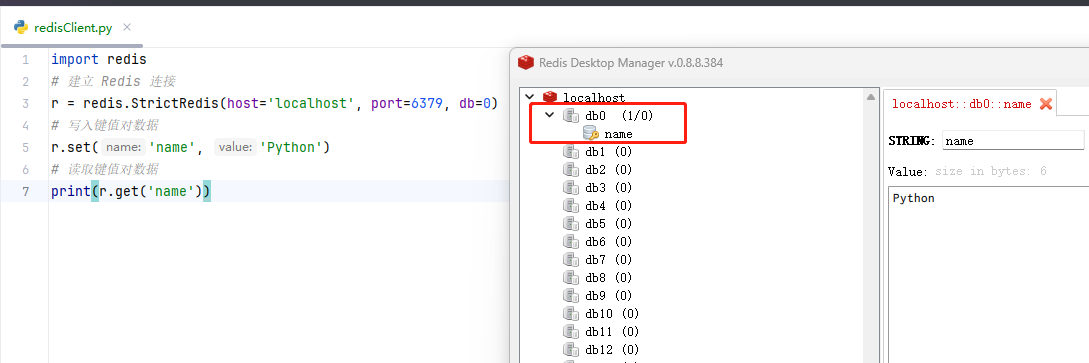 redisClient.py
1 import redis
2 # 建立 Redis 连接
3 r = redis.StrictRedis(host='localhost', port=6379, db=0)
4 # 写入键值对数据
5 r.set( name: 'name', value: 'Python')
6 # 读取键值对数据
7 print(r.get('name'))
Redis Desktop Manager v.0.8.8.384
localhost
db0 (1/0)
name
db1 (0)
db2 (0)
db3 (0)
db4 (0)
db5 (0)
db6 (0)
db7 (0)
db8 (0)
db9 (0)
db10 (0)
db11 (0)
db12 (0)
localhost::db0::name
STRING: name
Value: size in bytes: 6
Python